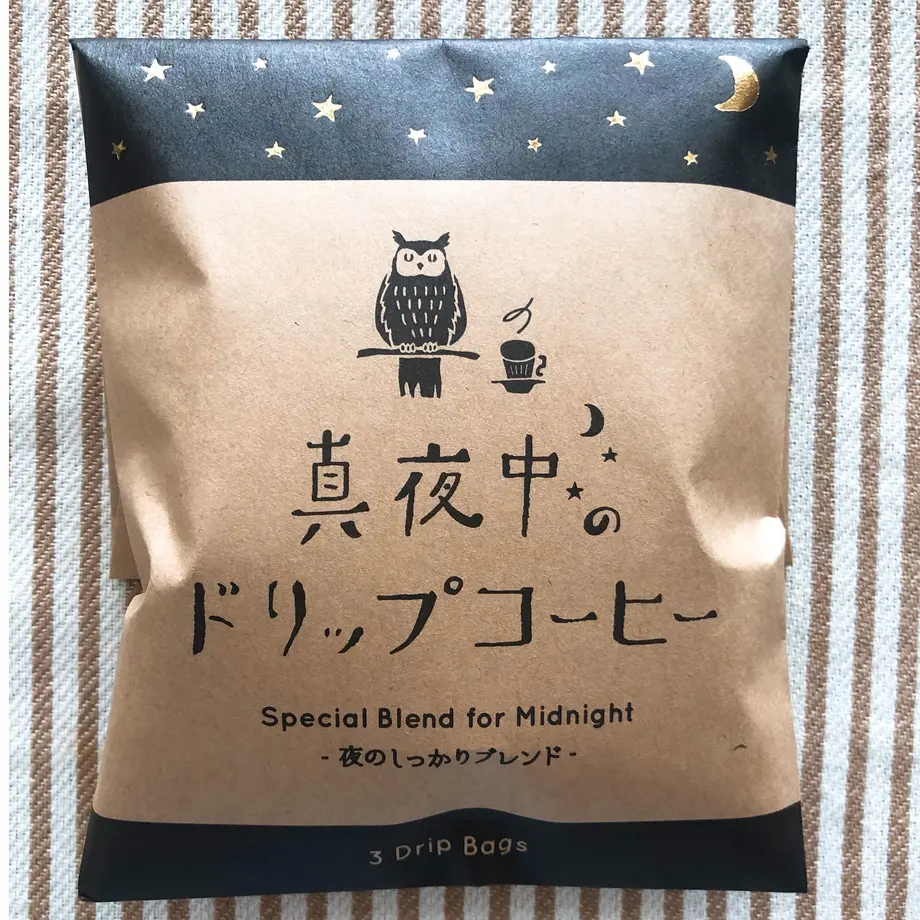 真夜中の
ドリップコーヒー
Special Blend for Midnight
- 夜のしっかりブレンド -
3 Drip Bags